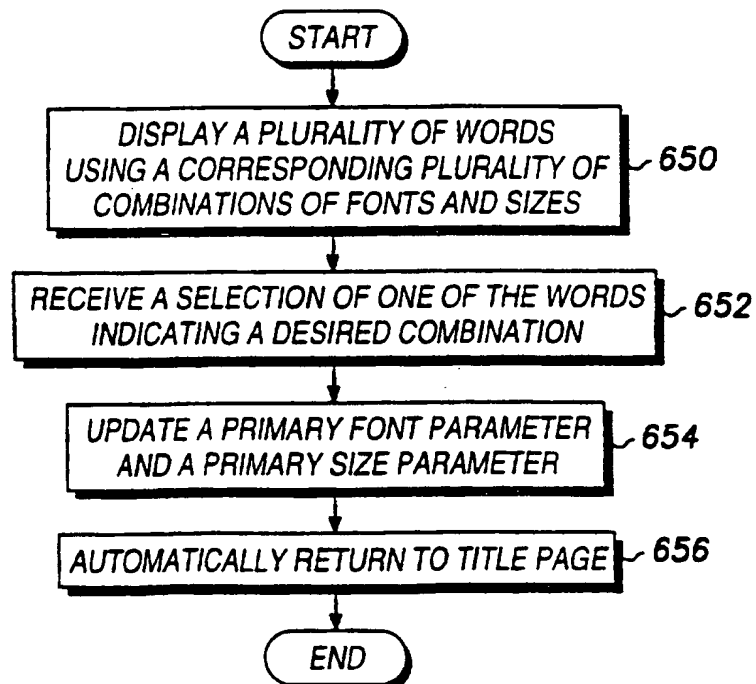 START
DISPLAY A PLURALITY OF WORDS
USING A CORRESPONDING PLURALITY OF
COMBINATIONS OF FONTS AND SIZES
650
RECEIVE A SELECTION OF ONE OF THE WORDS
INDICATING A DESIRED COMBINATION
652
UPDATE A PRIMARY FONT PARAMETER
AND A PRIMARY SIZE PARAMETER
654
AUTOMATICALLY RETURN TO TITLE PAGE
656
END